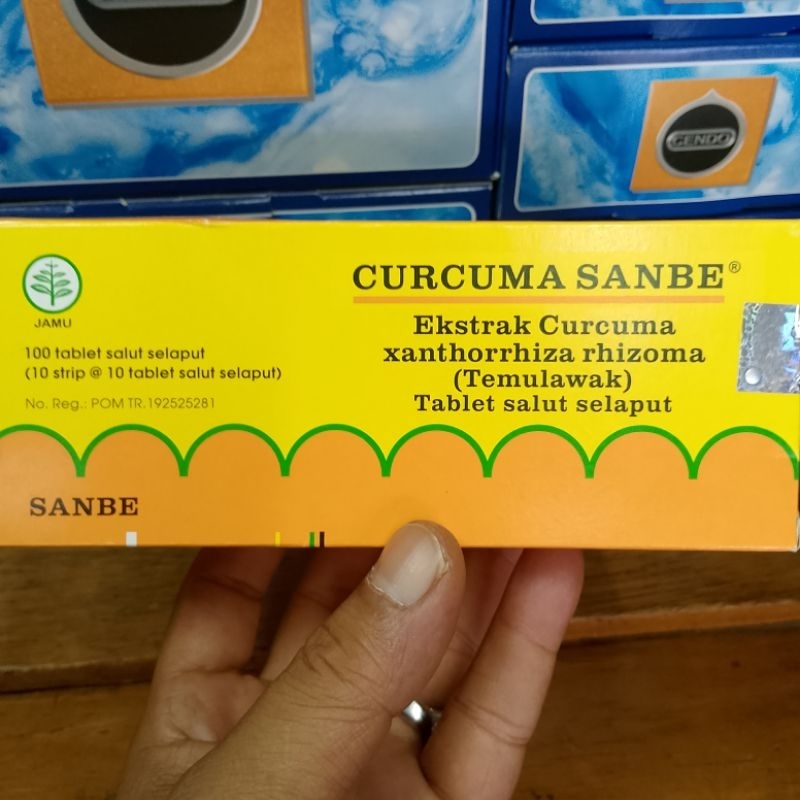 GENDO
JAMU
100 tablet salut selaput
(10 strip @ 10 tablet salut selaput)
No. Reg.: POM TR.192525281
CURCUMA SANBE®
Ekstrak Curcuma
xanthorrhiza rhizoma
(Temulawak)
Tablet salut selaput
SANBE